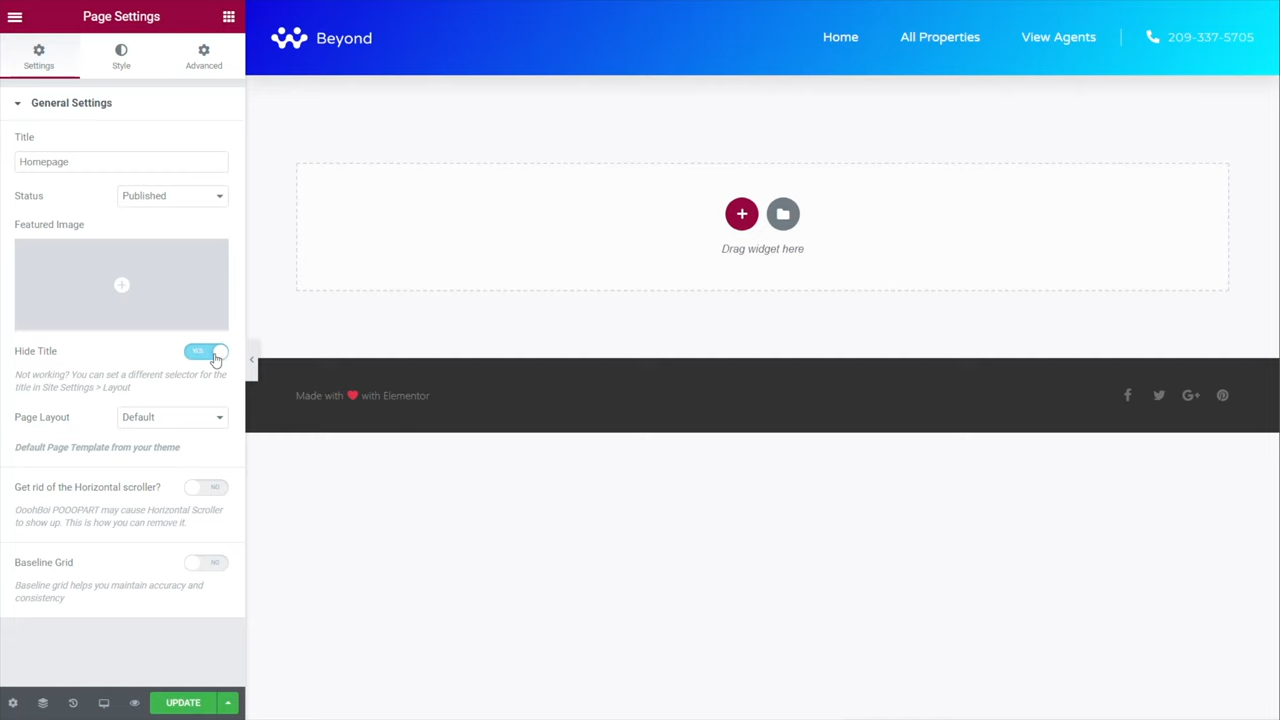 Page Settings
Settings
Style
Advanced
General Settings
Title
Homepage
Status
Published
Featured Image
Hide Title
YES
Not working? You can set a different selector for the
title in Site Settings > Layout
Page Layout
Default
Default Page Template from your theme
Get rid of the Horizontal scroller?
NO
OoohBoi POOOPART may cause Horizontal Scroller
to show up. This is how you can remove it.
Baseline Grid
NO
Baseline grid helps you maintain accuracy and
consistency
UPDATE
Beyond
Home
All Properties
View Agents
209-337-5705
Drag widget here
Made with ❤ with Elementor